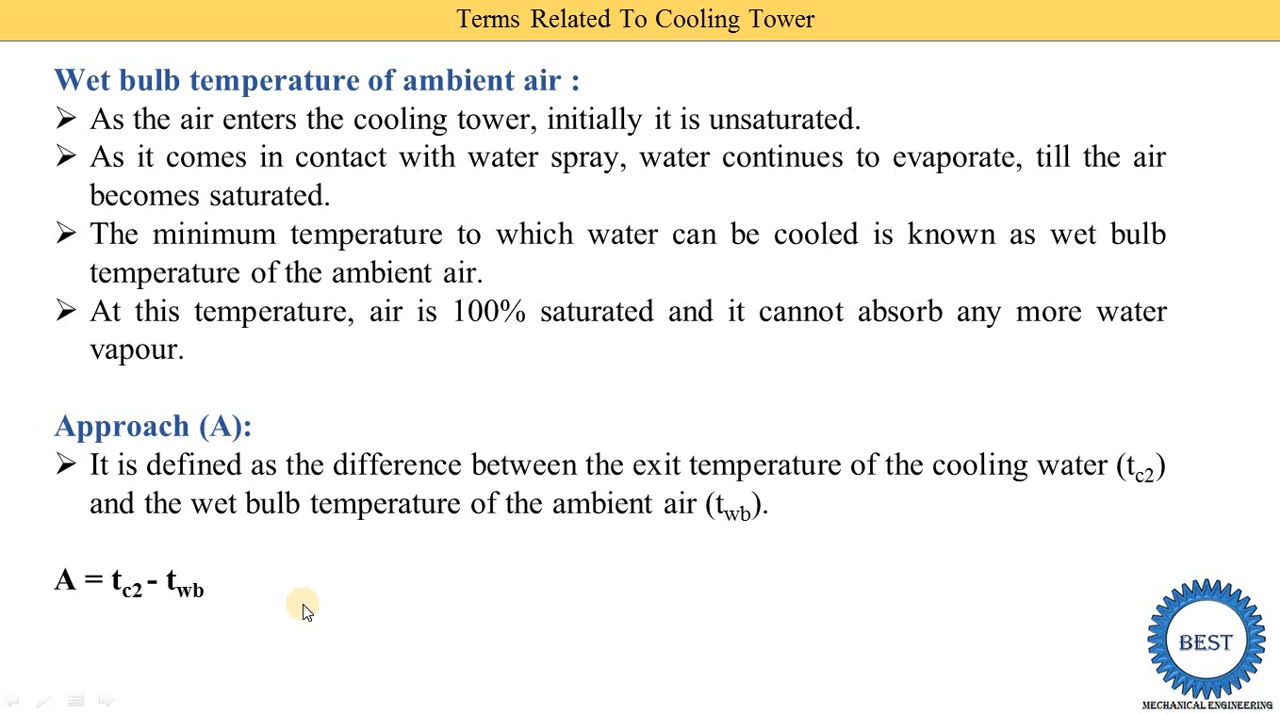 Terms Related To Cooling Tower
Wet bulb temperature of ambient air :
➢ As the air enters the cooling tower, initially it is unsaturated.
➢ As it comes in contact with water spray, water continues to evaporate, till the air
becomes saturated.
➢ The minimum temperature to which water can be cooled is known as wet bulb
temperature of the ambient air.
➢ At this temperature, air is 100% saturated and it cannot absorb any more water
vapour.
Approach (A):
➢ It is defined as the difference between the exit temperature of the cooling water (tc2)
and the wet bulb temperature of the ambient air (twb).
A = tc2 - twb
BEST
MECHANICAL ENGINEERING